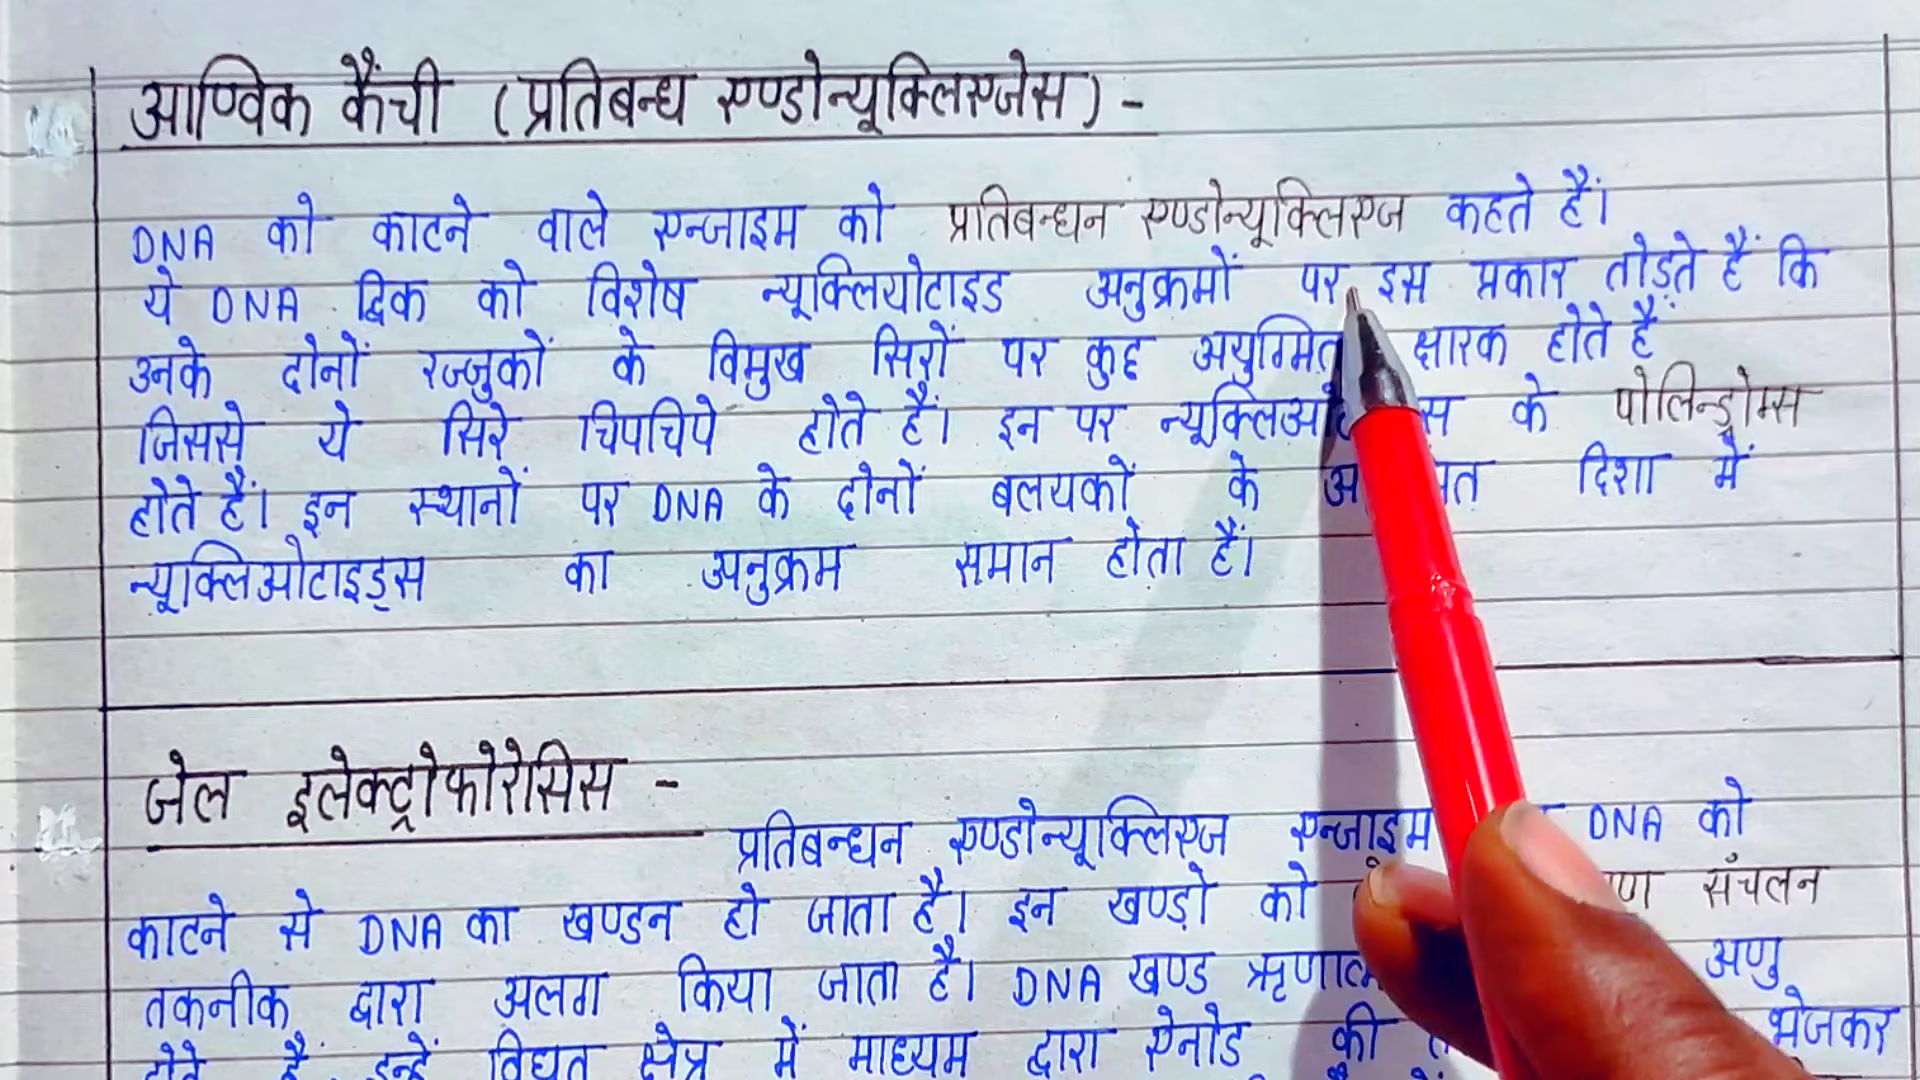 आण्विक कैंची (प्रतिबन्ध एण्डोन्यूक्लिएजेस) -
DNA को काटने वाले एन्जाइम को प्रतिबन्धन एण्डोन्यूक्लिएज कहते हैं।
ये DNA द्विक को विशेष न्यूक्लियोटाइड अनुक्रमों पर इस प्रकार तोड़ते हैं कि
उनके दोनों रज्जुकों के विमुख सिरों पर कुछ अयुग्मित क्षारक होते हैं
जिससे ये सिरे चिपचिपे होते हैं। इन पर के पोलिन्ड्रोम्स
होते हैं। इन स्थानों पर DNA के दोनों बलयकों के दिशा में
न्यूक्लिओटाइड्स का अनुक्रम समान होता हैं।
जेल इलेक्ट्रोफोरेसिस -
प्रतिबन्धन एण्डोन्यूक्लिएज एन्जाइम DNA को
काटने से DNA का खण्डन हो जाता है। इन खण्डो को संचलन
तकनीक द्वारा अलग किया जाता है। DNA खण्ड अणु
होते हैं इन्हें विद्युत क्षेत्र में माध्यम द्वारा ऐनोड की भेजकर